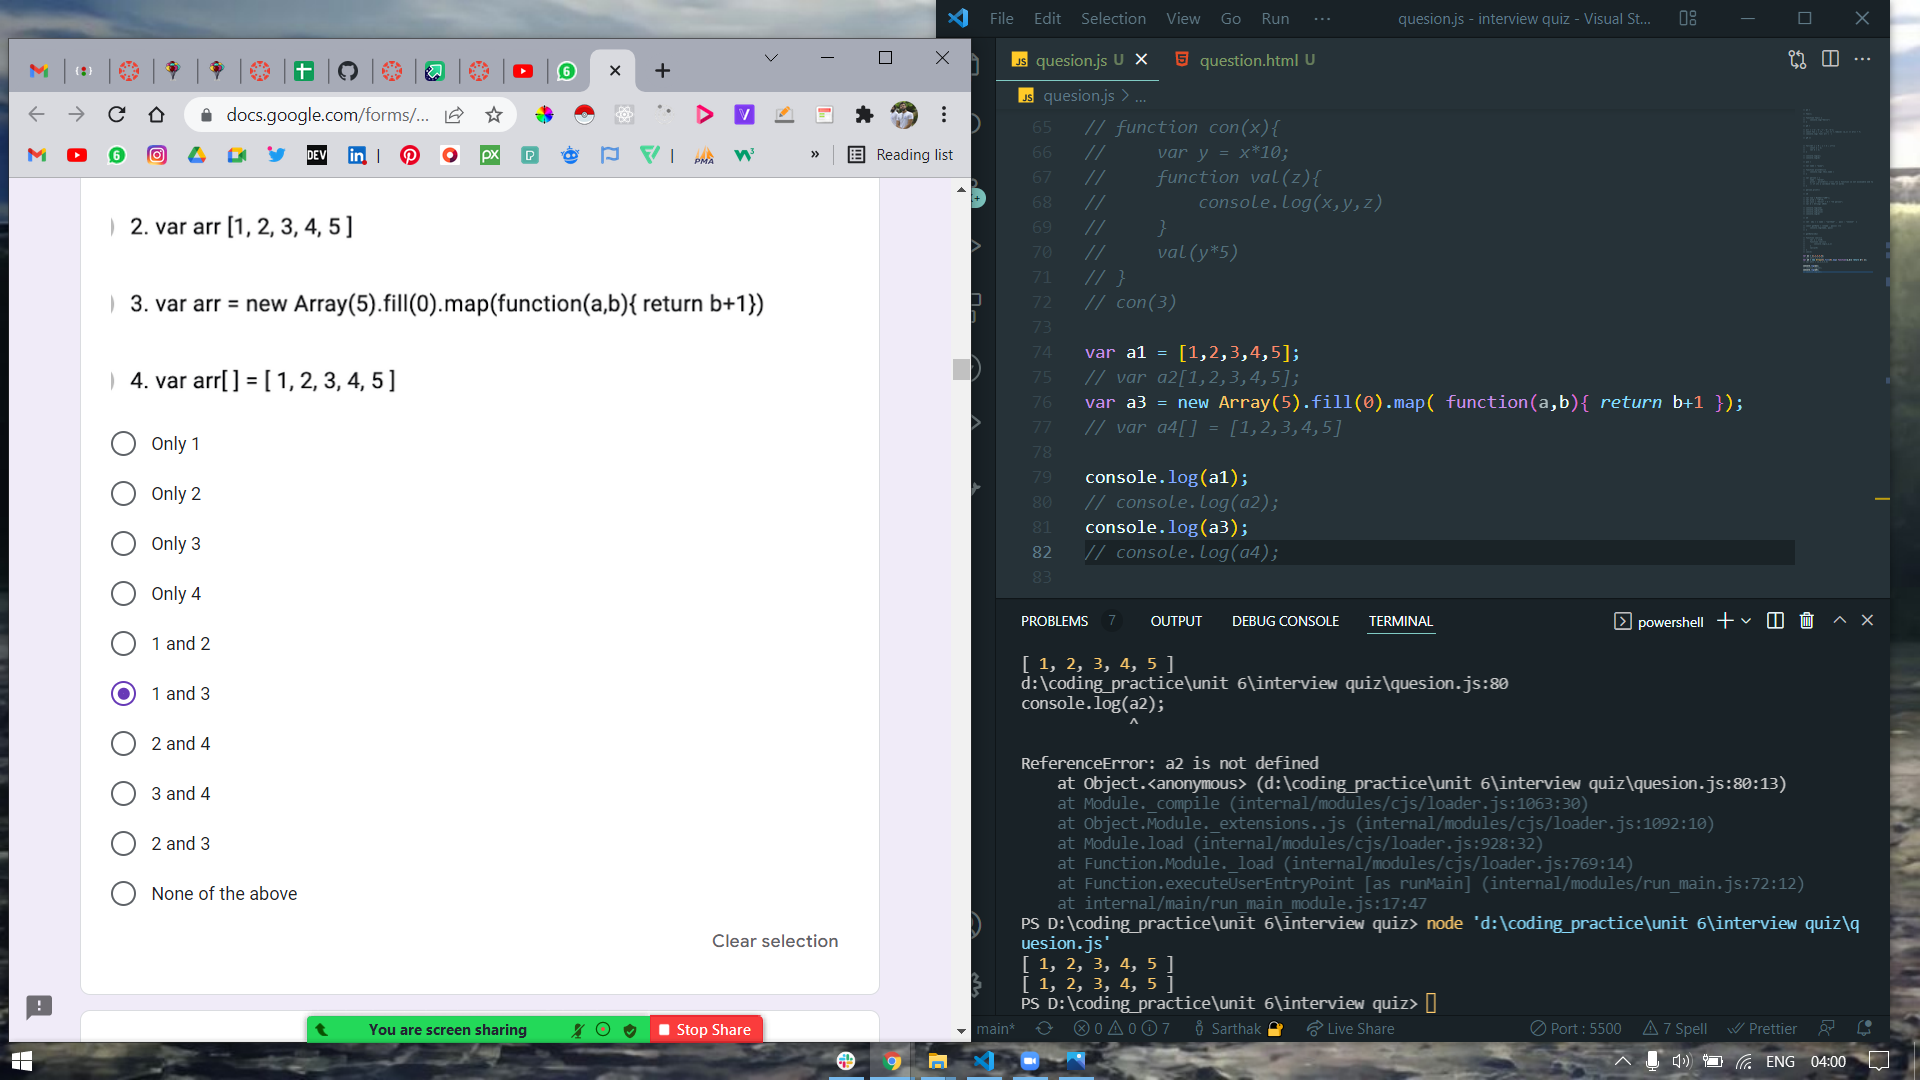 File Edit Selection View Go Run ··· quesion.js - interview quiz - Visual St...
quesion.js U question.html U
docs.google.com/forms/...
quesion.js > ...
Reading list
2. var arr [1, 2, 3, 4, 5 ]
3. var arr = new Array(5).fill(0).map(function(a,b){ return b+1})
4. var arr[ ] = [ 1, 2, 3, 4, 5 ]
Only 1
Only 2
Only 3
Only 4
1 and 2
1 and 3
2 and 4
3 and 4
2 and 3
None of the above
Clear selection
You are screen sharing
Stop Share
65 // function con(x){
66 // var y = x*10;
67 // function val(z){
68 // console.log(x,y,z)
69 // }
70 // val(y*5)
71 // }
72 // con(3)
73
74 var a1 = [1,2,3,4,5];
75 // var a2[1,2,3,4,5];
76 var a3 = new Array(5).fill(0).map( function(a,b){ return b+1 });
77 // var a4[] = [1,2,3,4,5]
78
79 console.log(a1);
80 // console.log(a2);
81 console.log(a3);
82 // console.log(a4);
83
PROBLEMS 7 OUTPUT DEBUG CONSOLE TERMINAL powershell
[ 1, 2, 3, 4, 5 ]
d:\coding_practice\unit 6\interview quiz\quesion.js:80
console.log(a2);
^
ReferenceError: a2 is not defined
at Object.<anonymous> (d:\coding_practice\unit 6\interview quiz\quesion.js:80:13)
at Module._compile (internal/modules/cjs/loader.js:1063:30)
at Object.Module._extensions..js (internal/modules/cjs/loader.js:1092:10)
at Module.load (internal/modules/cjs/loader.js:928:32)
at Function.Module._load (internal/modules/cjs/loader.js:769:14)
at Function.executeUserEntryPoint [as runMain] (internal/modules/run_main.js:72:12)
at internal/main/run_main_module.js:17:47
PS D:\coding_practice\unit 6\interview quiz> node 'd:\coding_practice\unit 6\interview quiz\q
uesion.js'
[ 1, 2, 3, 4, 5 ]
[ 1, 2, 3, 4, 5 ]
PS D:\coding_practice\unit 6\interview quiz>
main* 0 0 7 Sarthak Live Share Port : 5500 7 Spell Prettier
ENG 04:00